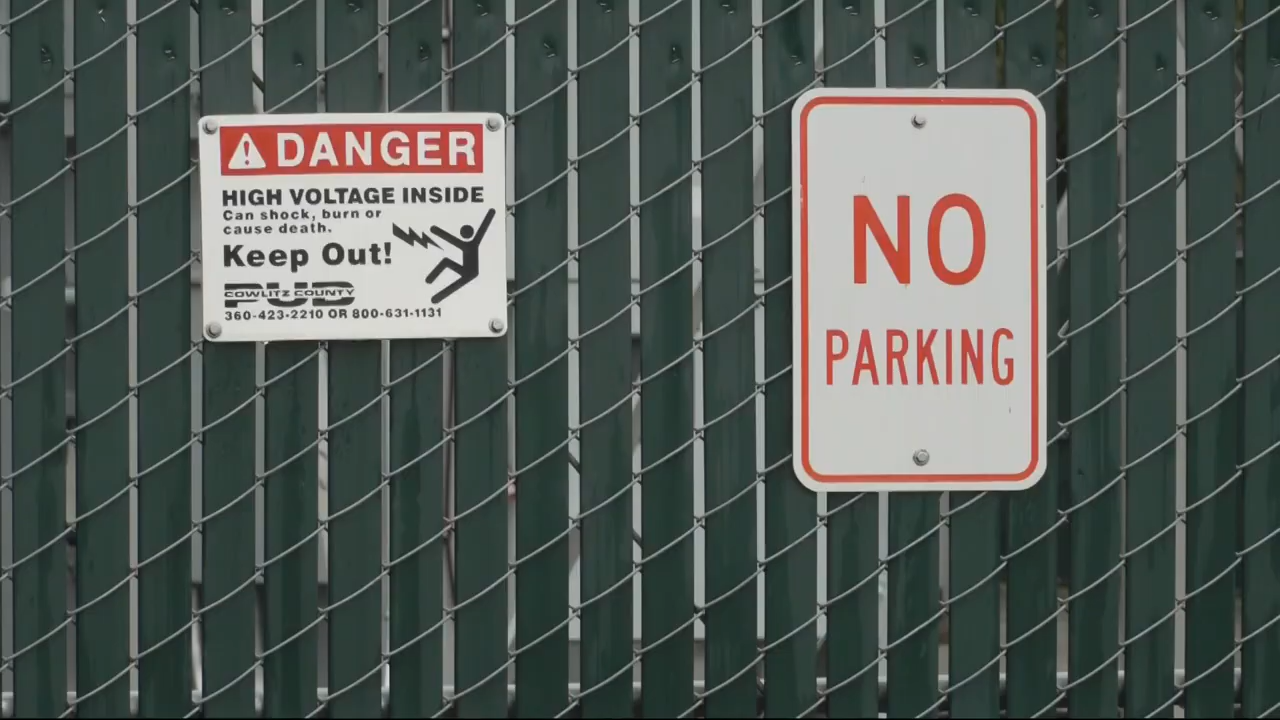 DANGER
HIGH VOLTAGE INSIDE
Can shock, burn or
cause death.
Keep Out!
COWLITZ COUNTY
PUD
360-423-2210 OR 800-631-1131
NO
PARKING